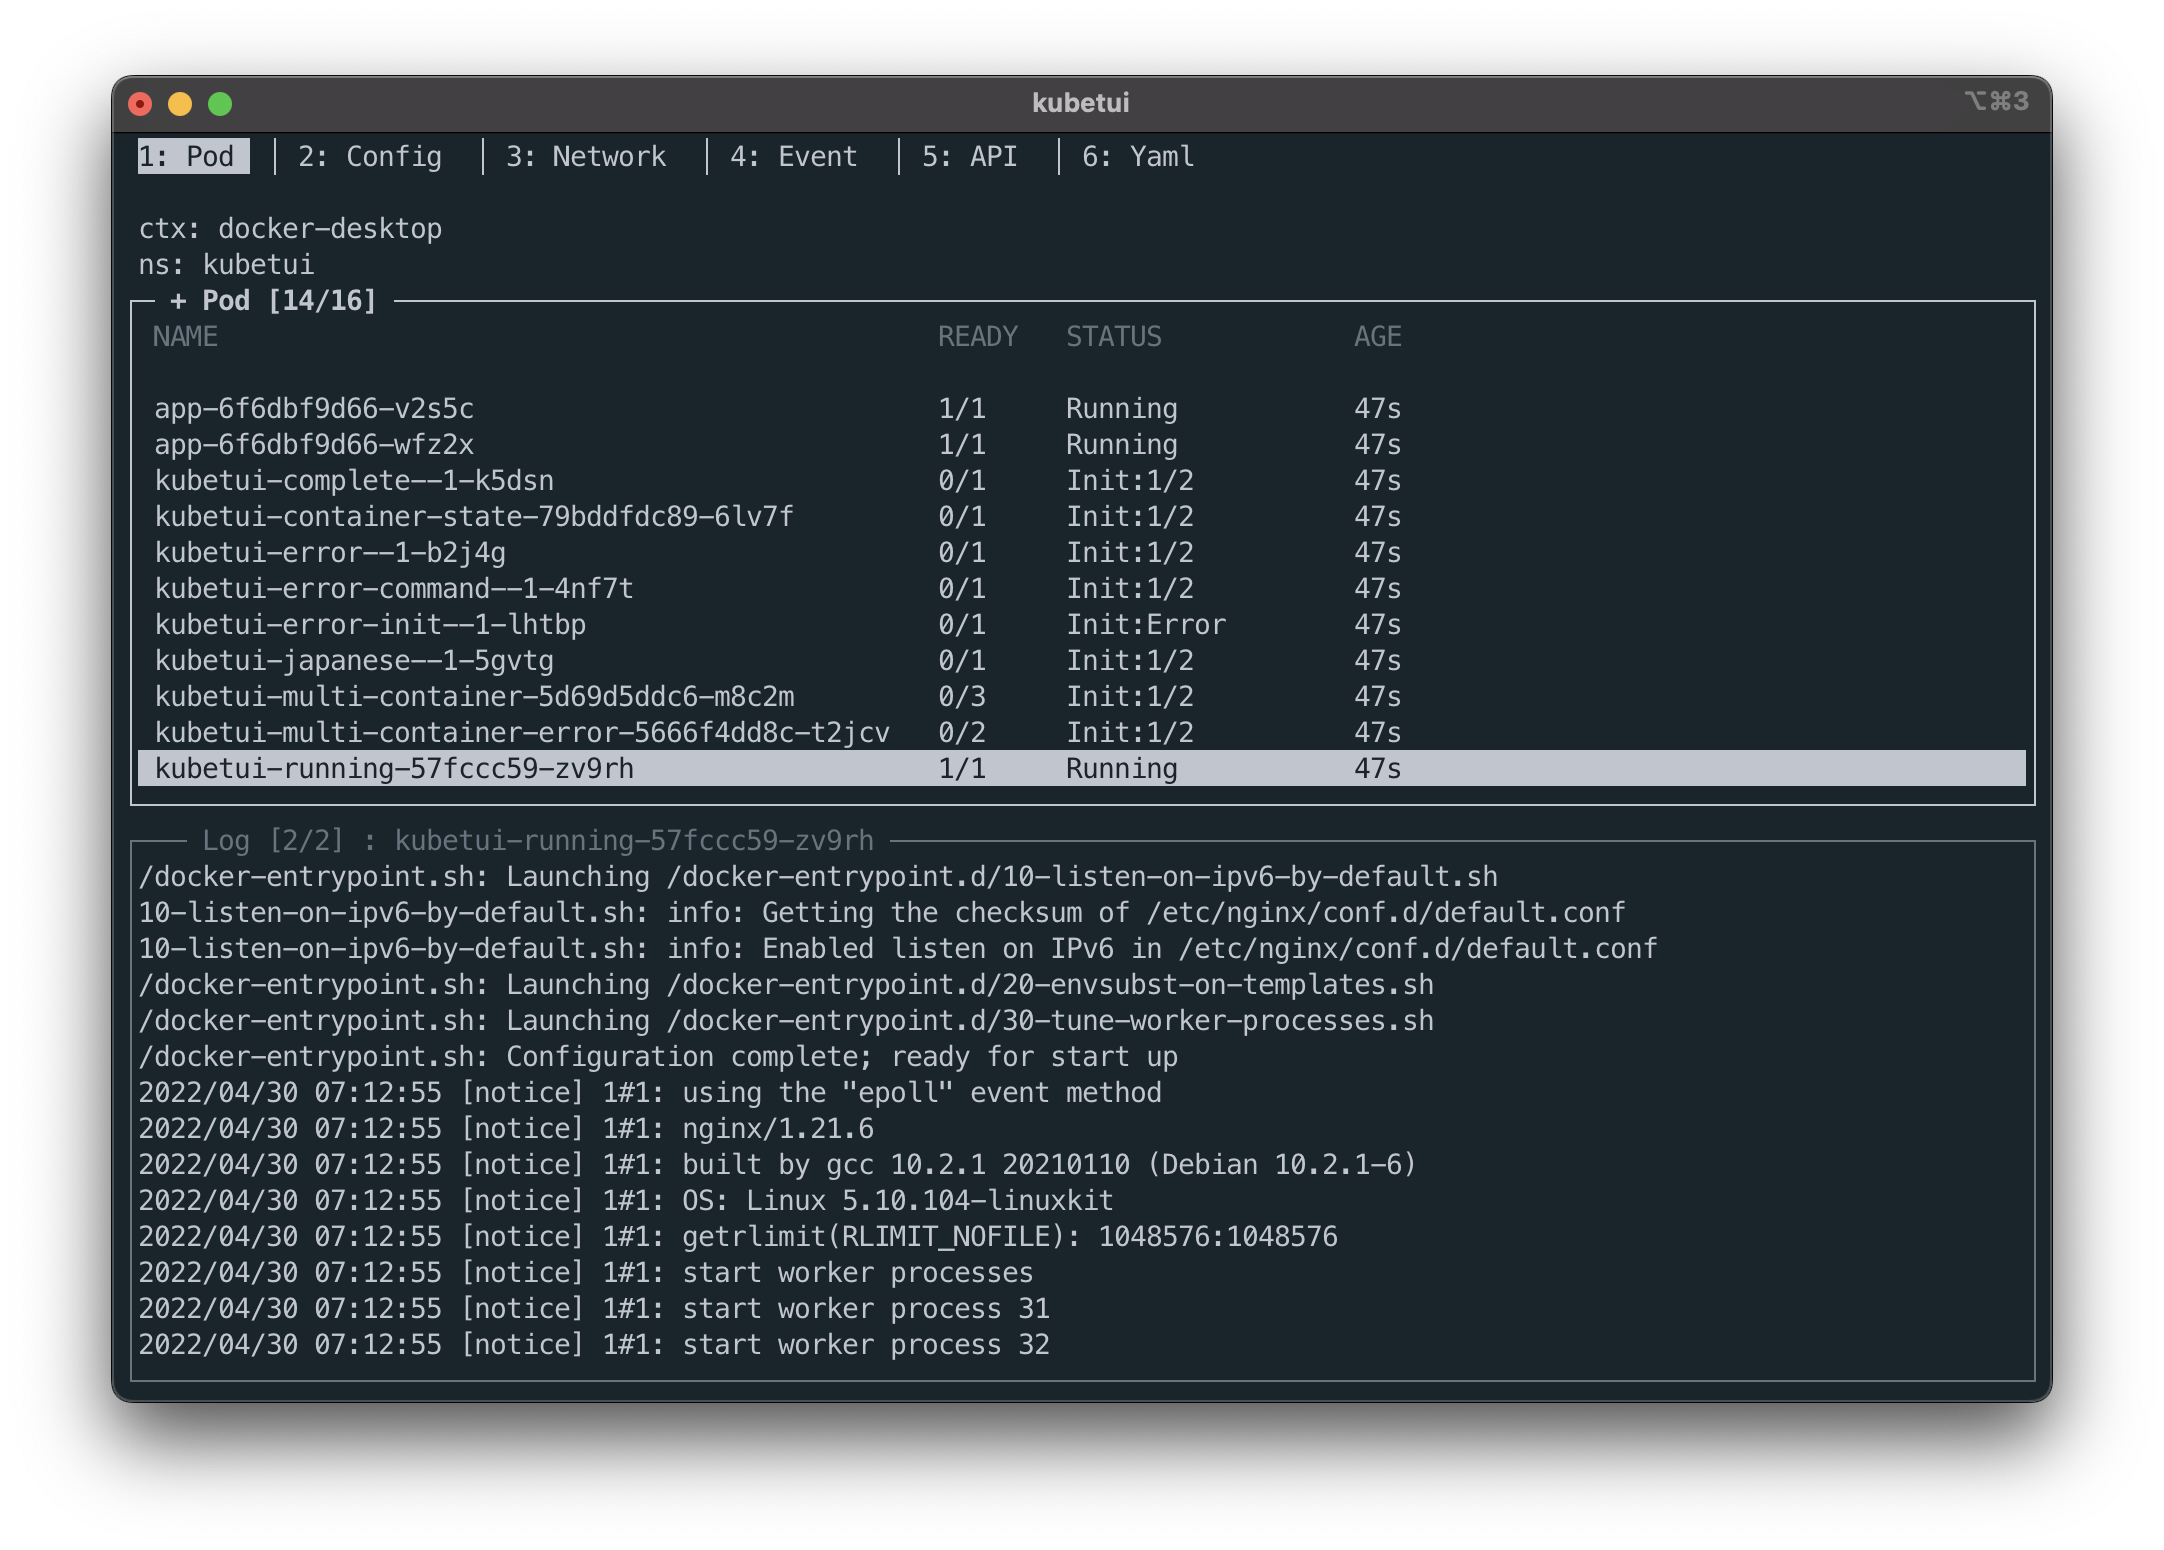 kubetui ⌥⌘3
1: Pod │ 2: Config │ 3: Network │ 4: Event │ 5: API │ 6: Yaml
ctx: docker-desktop
ns: kubetui
+ Pod [14/16]
NAME READY STATUS AGE
app-6f6dbf9d66-v2s5c 1/1 Running 47s
app-6f6dbf9d66-wfz2x 1/1 Running 47s
kubetui-complete--1-k5dsn 0/1 Init:1/2 47s
kubetui-container-state-79bddfdc89-6lv7f 0/1 Init:1/2 47s
kubetui-error--1-b2j4g 0/1 Init:1/2 47s
kubetui-error-command--1-4nf7t 0/1 Init:1/2 47s
kubetui-error-init--1-lhtbp 0/1 Init:Error 47s
kubetui-japanese--1-5gvtg 0/1 Init:1/2 47s
kubetui-multi-container-5d69d5ddc6-m8c2m 0/3 Init:1/2 47s
kubetui-multi-container-error-5666f4dd8c-t2jcv 0/2 Init:1/2 47s
kubetui-running-57fccc59-zv9rh 1/1 Running 47s
Log [2/2] : kubetui-running-57fccc59-zv9rh
/docker-entrypoint.sh: Launching /docker-entrypoint.d/10-listen-on-ipv6-by-default.sh
10-listen-on-ipv6-by-default.sh: info: Getting the checksum of /etc/nginx/conf.d/default.conf
10-listen-on-ipv6-by-default.sh: info: Enabled listen on IPv6 in /etc/nginx/conf.d/default.conf
/docker-entrypoint.sh: Launching /docker-entrypoint.d/20-envsubst-on-templates.sh
/docker-entrypoint.sh: Launching /docker-entrypoint.d/30-tune-worker-processes.sh
/docker-entrypoint.sh: Configuration complete; ready for start up
2022/04/30 07:12:55 [notice] 1#1: using the "epoll" event method
2022/04/30 07:12:55 [notice] 1#1: nginx/1.21.6
2022/04/30 07:12:55 [notice] 1#1: built by gcc 10.2.1 20210110 (Debian 10.2.1-6)
2022/04/30 07:12:55 [notice] 1#1: OS: Linux 5.10.104-linuxkit
2022/04/30 07:12:55 [notice] 1#1: getrlimit(RLIMIT_NOFILE): 1048576:1048576
2022/04/30 07:12:55 [notice] 1#1: start worker processes
2022/04/30 07:12:55 [notice] 1#1: start worker process 31
2022/04/30 07:12:55 [notice] 1#1: start worker process 32